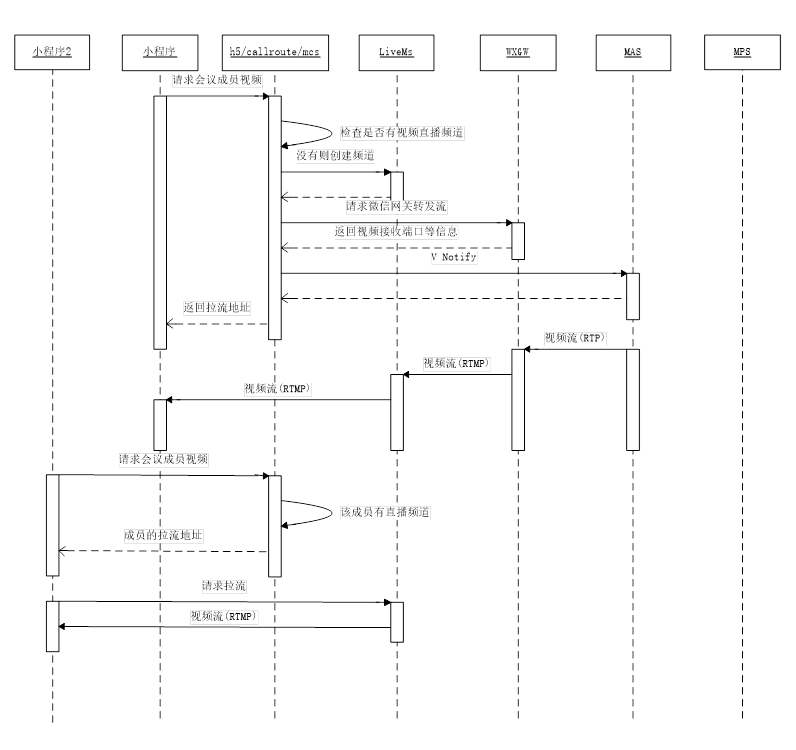 小程序2
小程序
h5/callroute/mcs
LiveMs
WXGW
MAS
MPS
请求会议成员视频
检查是否有视频直播频道
没有则创建频道
请求微信网关转发流
返回视频接收端口等信息
V Notify
返回拉流地址
视频流(RTP)
视频流(RTMP)
视频流(RTMP)
请求会议成员视频
该成员有直播频道
成员的拉流地址
请求拉流
视频流(RTMP)